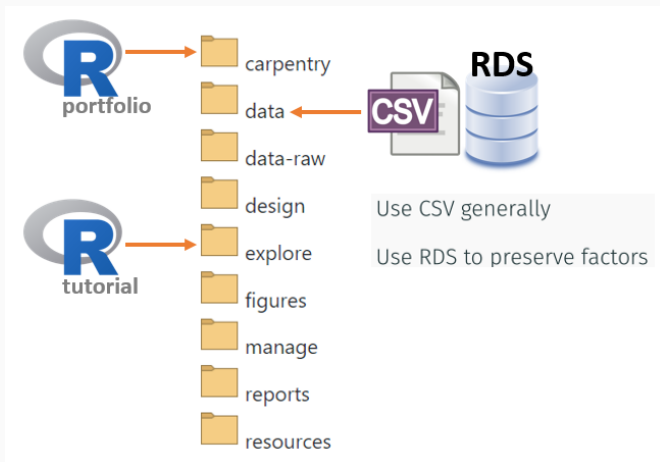 R
portfolio
carpentry
data
data-raw
design
R
tutorial
explore
figures
manage
reports
resources
CSV
RDS
Use CSV generally
Use RDS to preserve factors